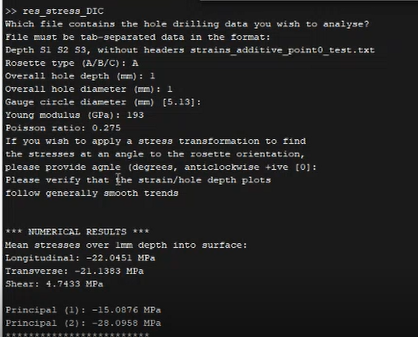 >> res_stress_DIC
Which file contains the hole drilling data you wish to analyse?
File must be tab-separated data in the format:
Depth S1 S2 S3, without headers strains_additive_point0_test.txt
Rosette type (A/B/C): A
Overall hole depth (mm): 1
Overall hole diameter (mm): 1
Gauge circle diameter (mm) [5.13]:
Young modulus (GPa): 193
Poisson ratio: 0.275
If you wish to apply a stress transformation to find
the stresses at an angle to the rosette orientation,
please provide agnle (degrees, anticlockwise +ive [0]:
Please verify that the strain/hole depth plots
follow generally smooth trends
*** NUMERICAL RESULTS ***
Mean stresses over 1mm depth into surface:
Longitudinal: -22.0451 MPa
Transverse: -21.1383 MPa
Shear: 4.7433 MPa
Principal (1): -15.0876 MPa
Principal (2): -28.0958 MPa
*************************